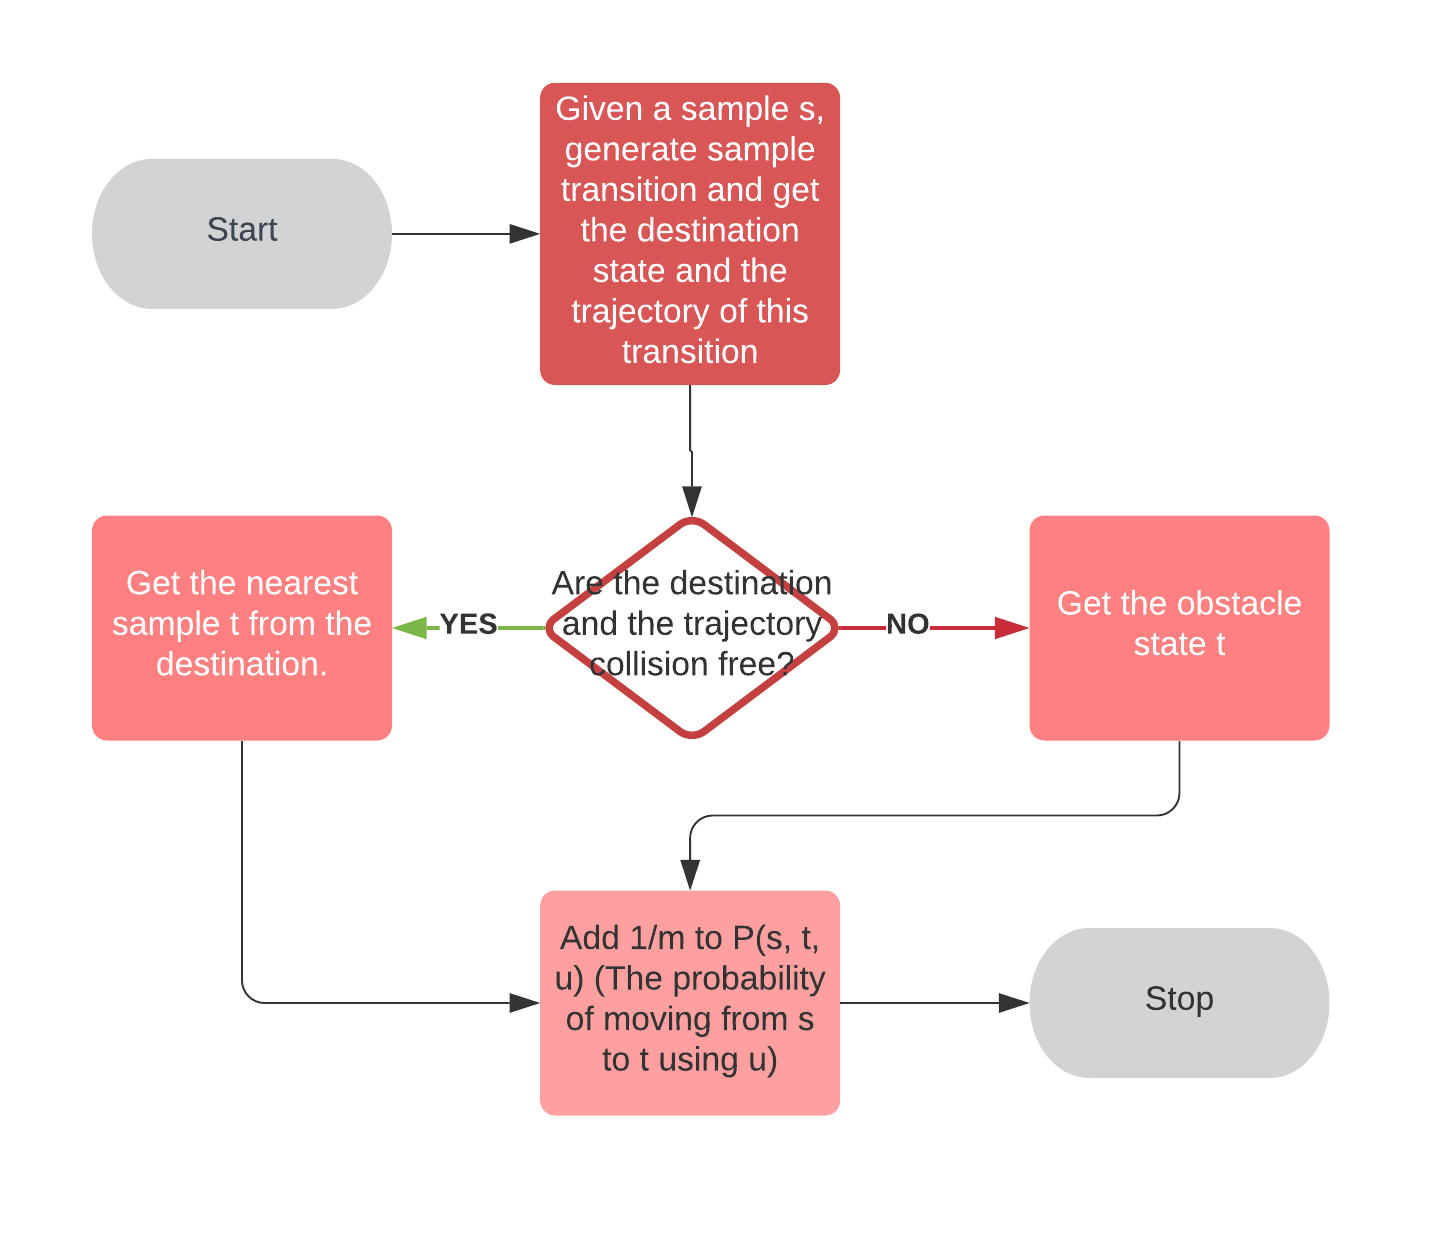 Start
Given a sample s,
generate sample
transition and get
the destination
state and the
trajectory of this
transition
Are the destination
and the trajectory
collision free?
YES
NO
Get the nearest
sample t from the
destination.
Get the obstacle
state t
Add 1/m to P(s, t,
u) (The probability
of moving from s
to t using u)
Stop